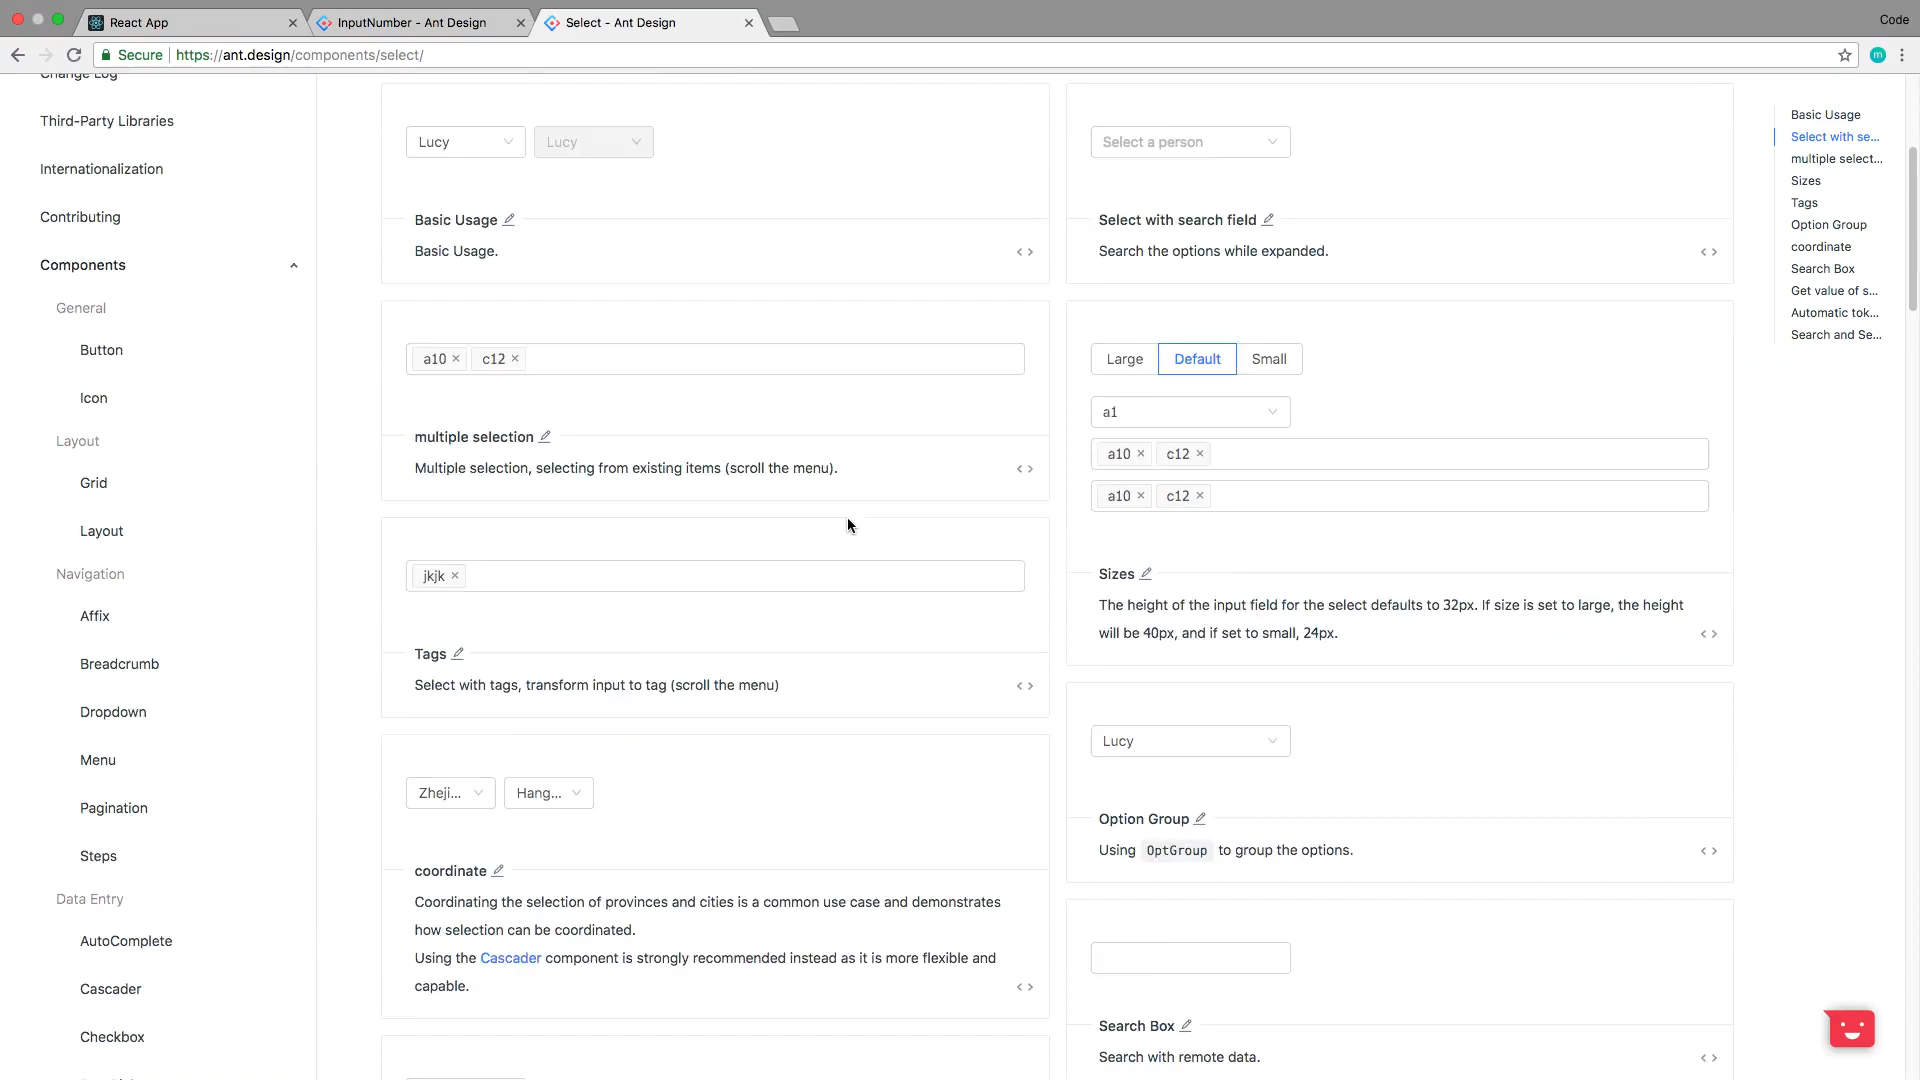 React App
InputNumber - Ant Design
Select - Ant Design
Code
Secure
https://ant.design/components/select/
m
Change Log
Third-Party Libraries
Internationalization
Contributing
Components
General
Button
Icon
Layout
Grid
Layout
Navigation
Affix
Breadcrumb
Dropdown
Menu
Pagination
Steps
Data Entry
AutoComplete
Cascader
Checkbox
Lucy
Lucy
Basic Usage
Basic Usage.
a10 × c12 ×
multiple selection
Multiple selection, selecting from existing items (scroll the menu).
jkjk ×
Tags
Select with tags, transform input to tag (scroll the menu)
Zheji...
Hang...
coordinate
Coordinating the selection of provinces and cities is a common use case and demonstrates
how selection can be coordinated.
Using the Cascader component is strongly recommended instead as it is more flexible and
capable.
Select a person
Select with search field
Search the options while expanded.
Large Default Small
a1
a10 × c12 ×
a10 × c12 ×
Sizes
The height of the input field for the select defaults to 32px. If size is set to large, the height
will be 40px, and if set to small, 24px.
Lucy
Option Group
Using OptGroup to group the options.
Search Box
Search with remote data.
Basic Usage
Select with se...
multiple select...
Sizes
Tags
Option Group
coordinate
Search Box
Get value of s...
Automatic tok...
Search and Se...